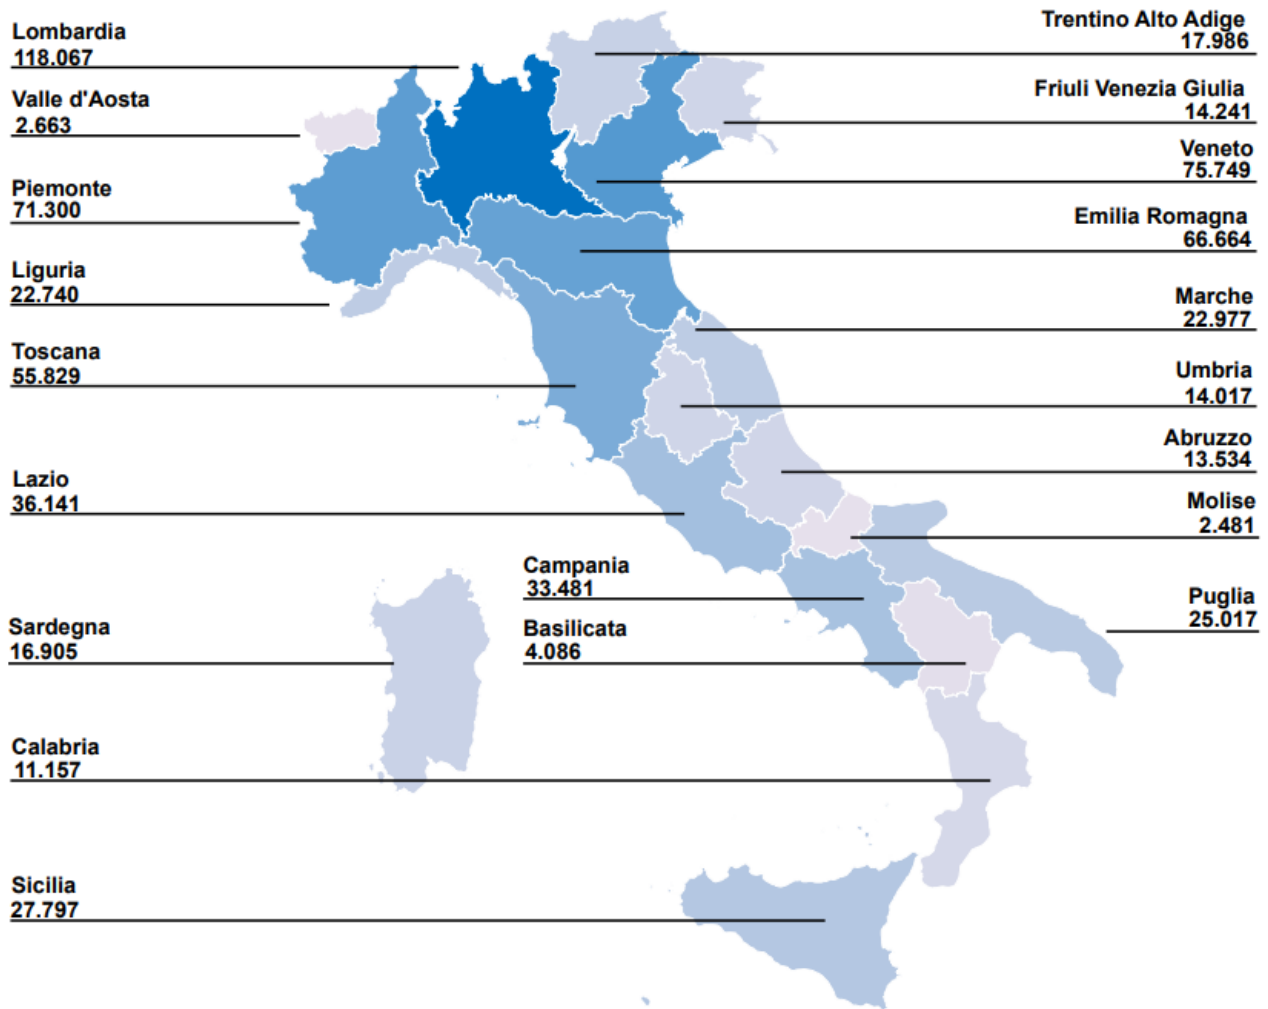 Lombardia
118.067
Valle d'Aosta
2.663
Piemonte
71.300
Liguria
22.740
Toscana
55.829
Lazio
36.141
Sardegna
16.905
Calabria
11.157
Sicilia
27.797
Campania
33.481
Basilicata
4.086
Trentino Alto Adige
17.986
Friuli Venezia Giulia
14.241
Veneto
75.749
Emilia Romagna
66.664
Marche
22.977
Umbria
14.017
Abruzzo
13.534
Molise
2.481
Puglia
25.017